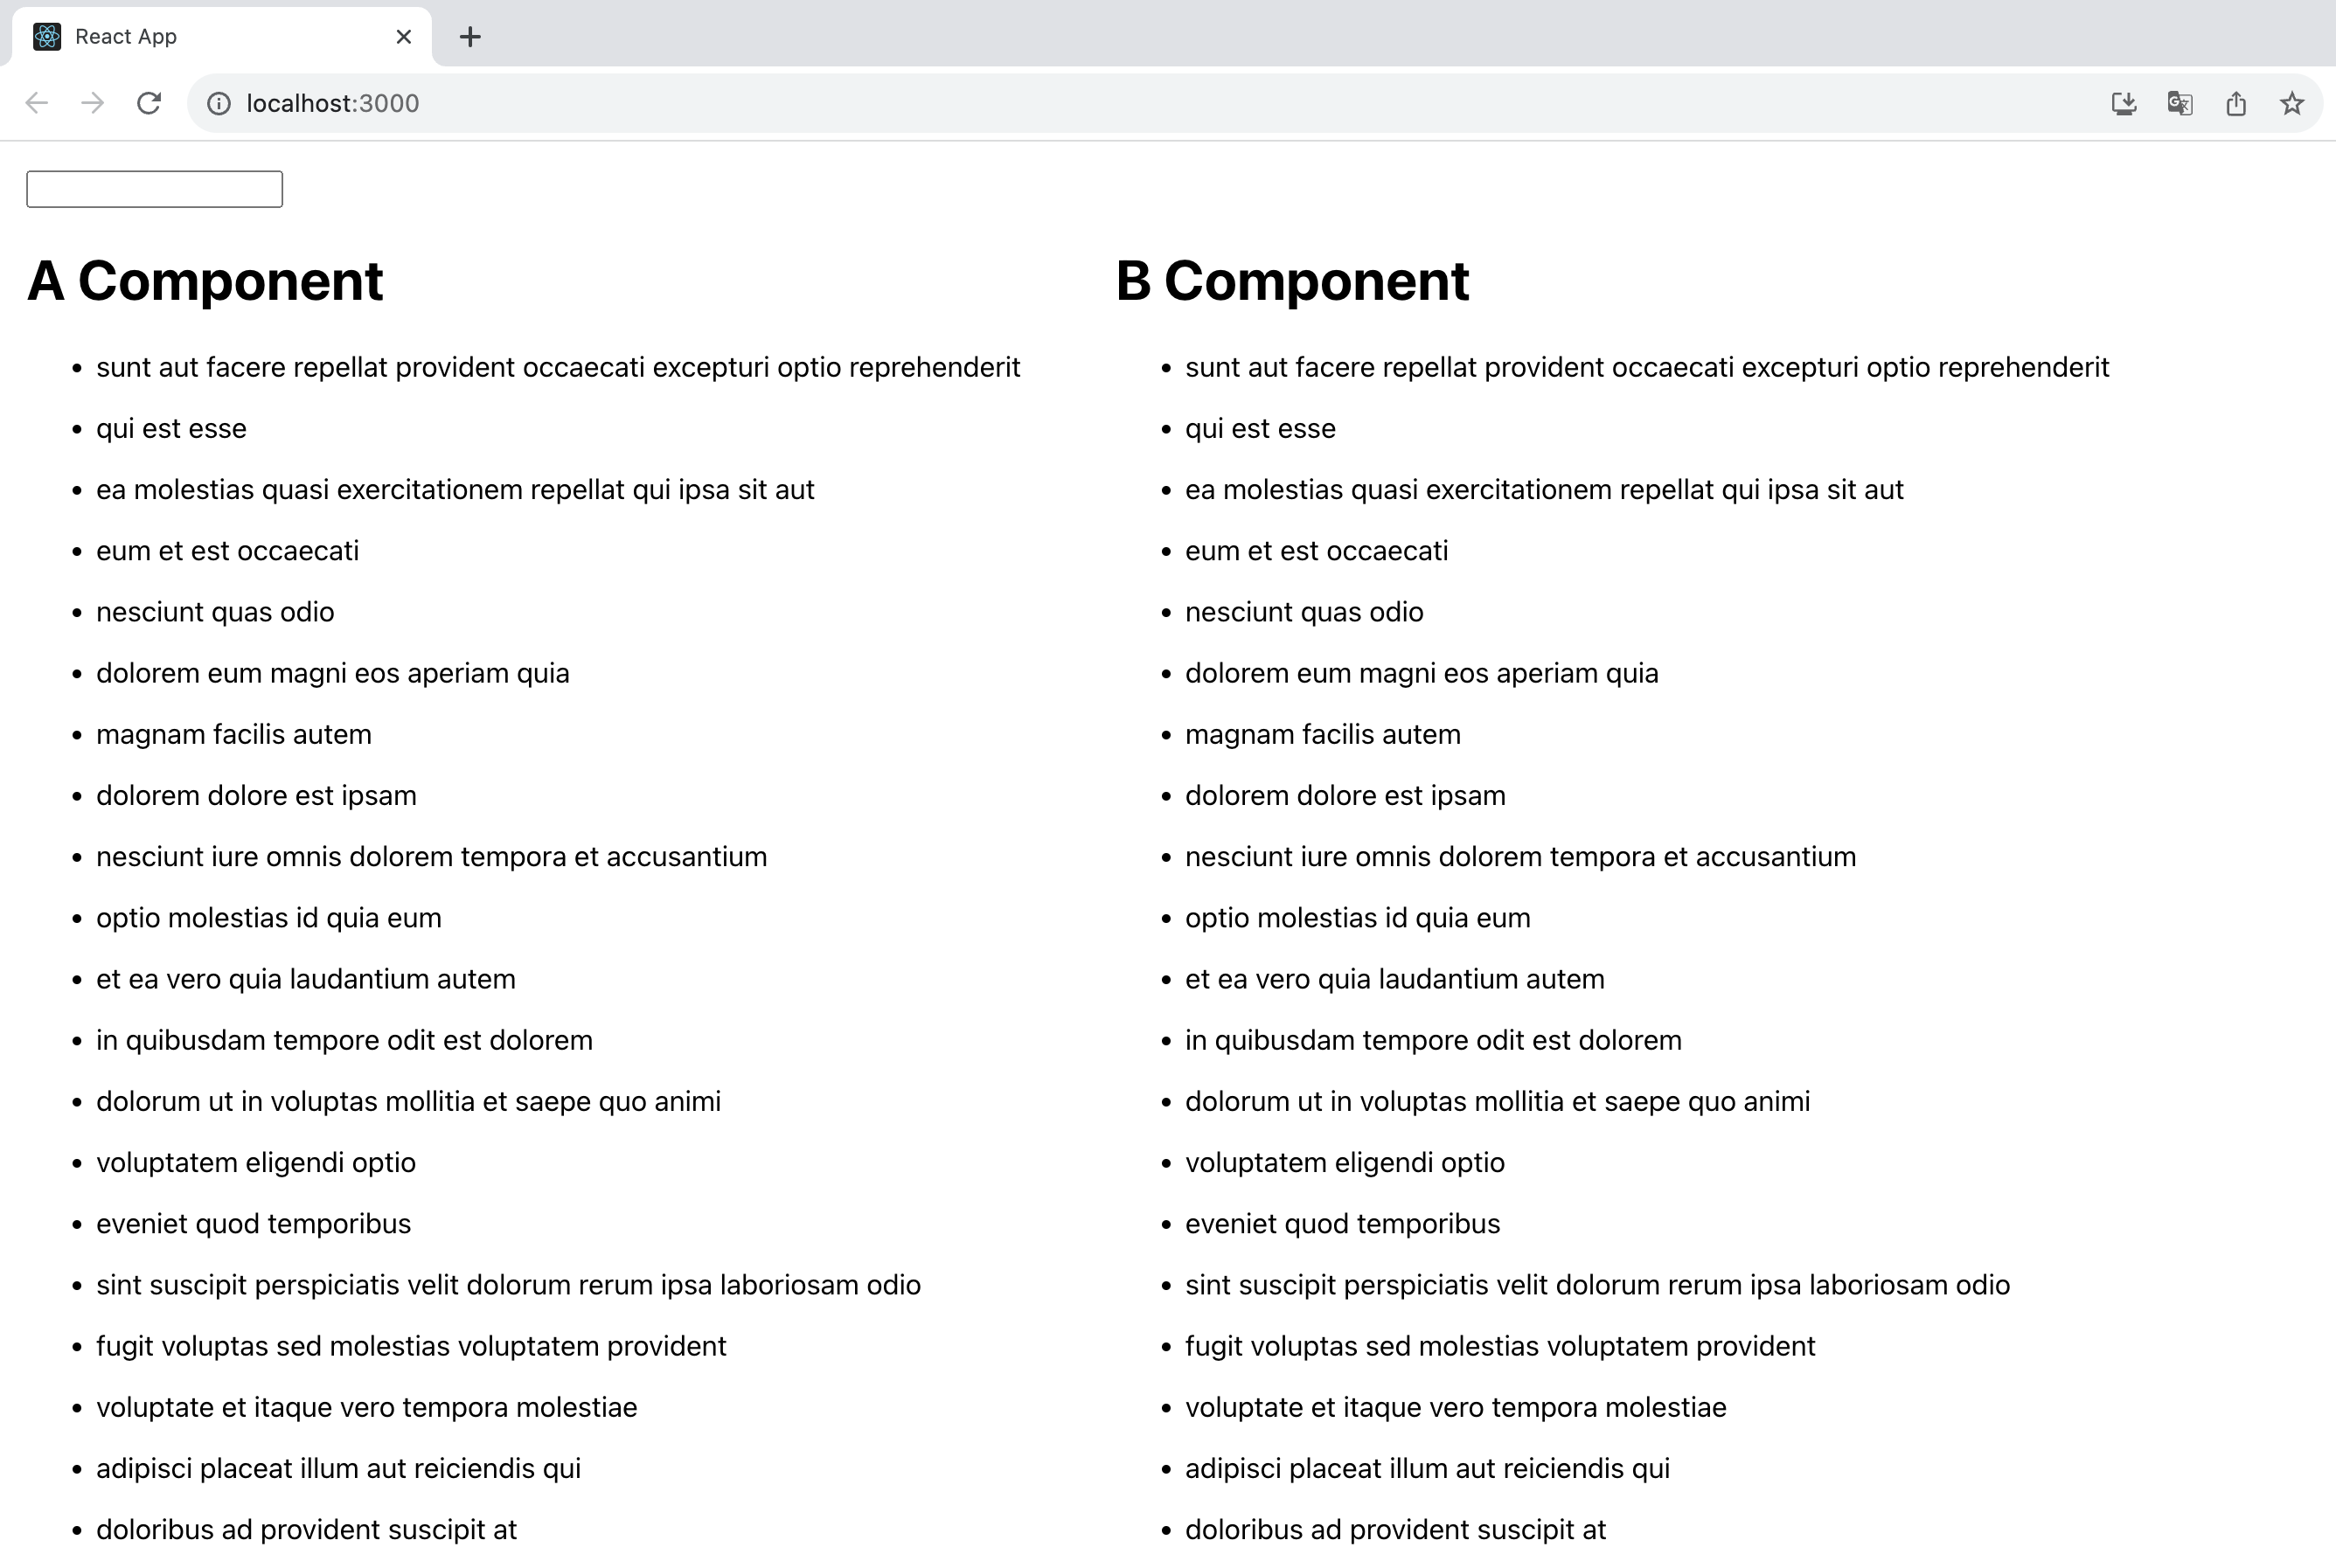 React App
localhost:3000
A Component
sunt aut facere repellat provident occaecati excepturi optio reprehenderit
qui est esse
ea molestias quasi exercitationem repellat qui ipsa sit aut
eum et est occaecati
nesciunt quas odio
dolorem eum magni eos aperiam quia
magnam facilis autem
dolorem dolore est ipsam
nesciunt iure omnis dolorem tempora et accusantium
optio molestias id quia eum
et ea vero quia laudantium autem
in quibusdam tempore odit est dolorem
dolorum ut in voluptas mollitia et saepe quo animi
voluptatem eligendi optio
eveniet quod temporibus
sint suscipit perspiciatis velit dolorum rerum ipsa laboriosam odio
fugit voluptas sed molestias voluptatem provident
voluptate et itaque vero tempora molestiae
adipisci placeat illum aut reiciendis qui
doloribus ad provident suscipit at
B Component
sunt aut facere repellat provident occaecati excepturi optio reprehenderit
qui est esse
ea molestias quasi exercitationem repellat qui ipsa sit aut
eum et est occaecati
nesciunt quas odio
dolorem eum magni eos aperiam quia
magnam facilis autem
dolorem dolore est ipsam
nesciunt iure omnis dolorem tempora et accusantium
optio molestias id quia eum
et ea vero quia laudantium autem
in quibusdam tempore odit est dolorem
dolorum ut in voluptas mollitia et saepe quo animi
voluptatem eligendi optio
eveniet quod temporibus
sint suscipit perspiciatis velit dolorum rerum ipsa laboriosam odio
fugit voluptas sed molestias voluptatem provident
voluptate et itaque vero tempora molestiae
adipisci placeat illum aut reiciendis qui
doloribus ad provident suscipit at